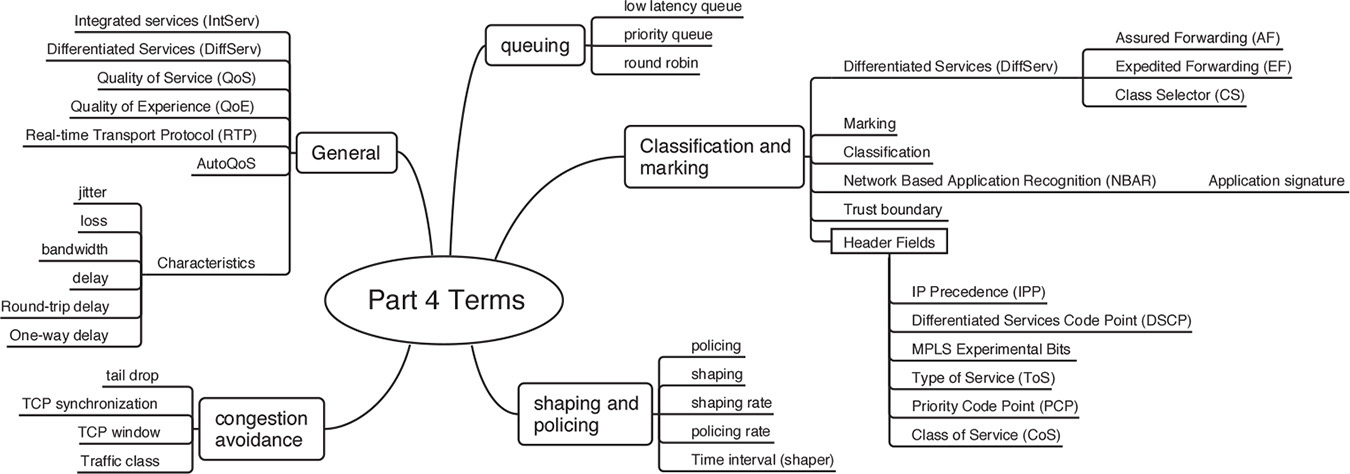 Part 4 Terms
General
Integrated services (IntServ)
Differentiated Services (DiffServ)
Quality of Service (QoS)
Quality of Experience (QoE)
Real-time Transport Protocol (RTP)
AutoQoS
Characteristics
jitter
loss
bandwidth
delay
Round-trip delay
One-way delay
queuing
low latency queue
priority queue
round robin
Classification and
marking
Differentiated Services (DiffServ)
Assured Forwarding (AF)
Expedited Forwarding (EF)
Class Selector (CS)
Marking
Classification
Network Based Application Recognition (NBAR)
Application signature
Trust boundary
Header Fields
IP Precedence (IPP)
Differentiated Services Code Point (DSCP)
MPLS Experimental Bits
Type of Service (ToS)
Priority Code Point (PCP)
Class of Service (CoS)
congestion
avoidance
tail drop
TCP synchronization
TCP window
Traffic class
shaping and
policing
policing
shaping
shaping rate
policing rate
Time interval (shaper)